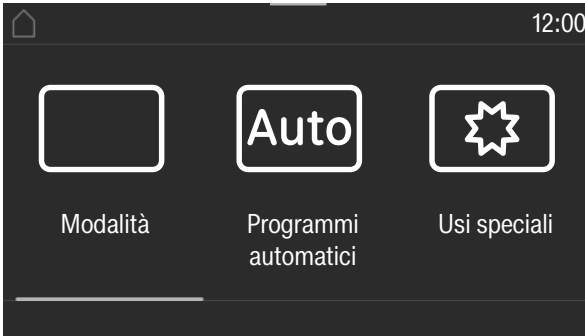 12:00
Auto
Modalità
Programmi
automatici
Usi speciali